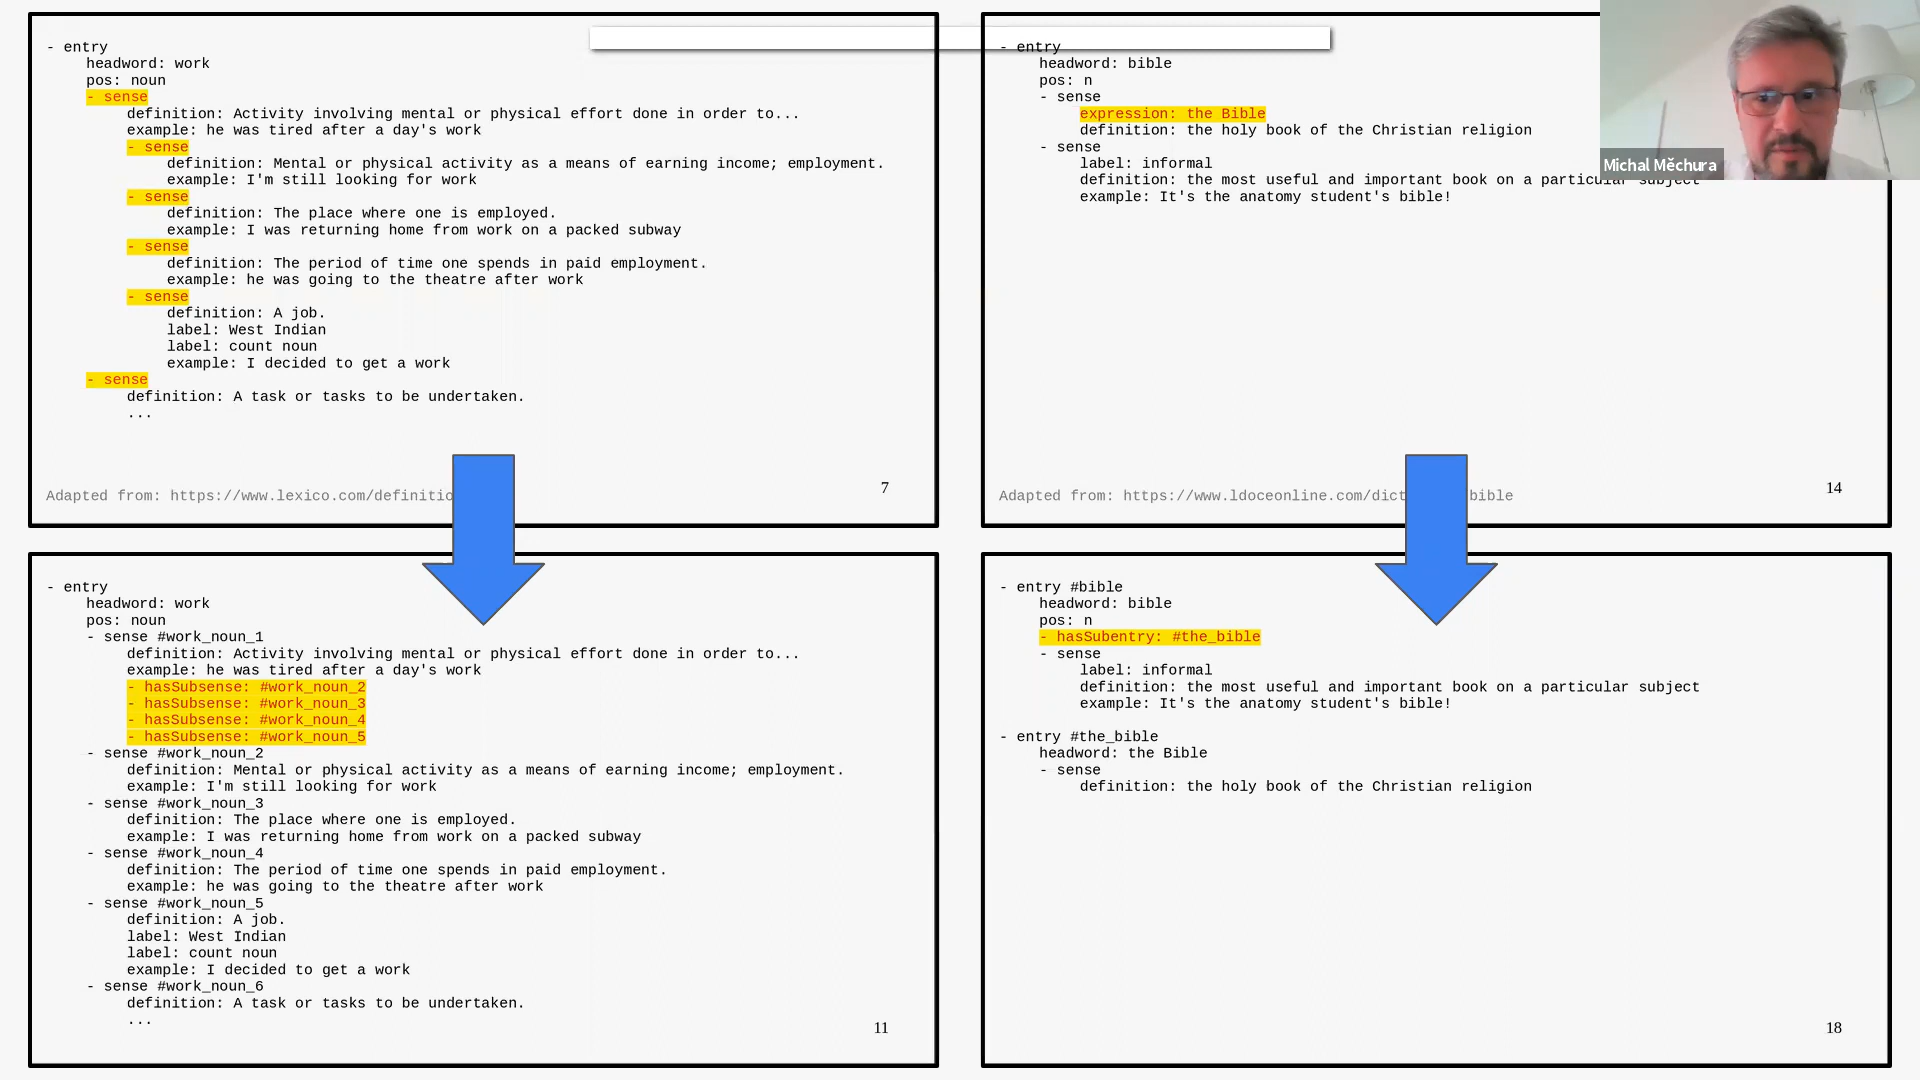 - entry
headword: work
pos: noun
- sense
definition: Activity involving mental or physical effort done in order to...
example: he was tired after a day's work
- sense
definition: Mental or physical activity as a means of earning income; employment.
example: I'm still looking for work
- sense
definition: The place where one is employed.
example: I was returning home from work on a packed subway
- sense
definition: The period of time one spends in paid employment.
example: he was going to the theatre after work
- sense
definition: A job.
label: West Indian
label: count noun
example: I decided to get a work
- sense
definition: A task or tasks to be undertaken.
...
Adapted from: https://www.lexico.com/definitio
7
- entry
headword: bible
pos: n
- sense
expression: the Bible
definition: the holy book of the Christian religion
- sense
label: informal
definition: the most useful and important book on a particular subject
example: It's the anatomy student's bible!
Adapted from: https://www.ldoceonline.com/dict bible
14
Michal Měchura
- entry
headword: work
pos: noun
- sense #work_noun_1
definition: Activity involving mental or physical effort done in order to...
example: he was tired after a day's work
- hasSubsense: #work_noun_2
- hasSubsense: #work_noun_3
- hasSubsense: #work_noun_4
- hasSubsense: #work_noun_5
- sense #work_noun_2
definition: Mental or physical activity as a means of earning income; employment.
example: I'm still looking for work
- sense #work_noun_3
definition: The place where one is employed.
example: I was returning home from work on a packed subway
- sense #work_noun_4
definition: The period of time one spends in paid employment.
example: he was going to the theatre after work
- sense #work_noun_5
definition: A job.
label: West Indian
label: count noun
example: I decided to get a work
- sense #work_noun_6
definition: A task or tasks to be undertaken.
...
11
- entry #bible
headword: bible
pos: n
- hasSubentry: #the_bible
- sense
label: informal
definition: the most useful and important book on a particular subject
example: It's the anatomy student's bible!
- entry #the_bible
headword: the Bible
- sense
definition: the holy book of the Christian religion
18